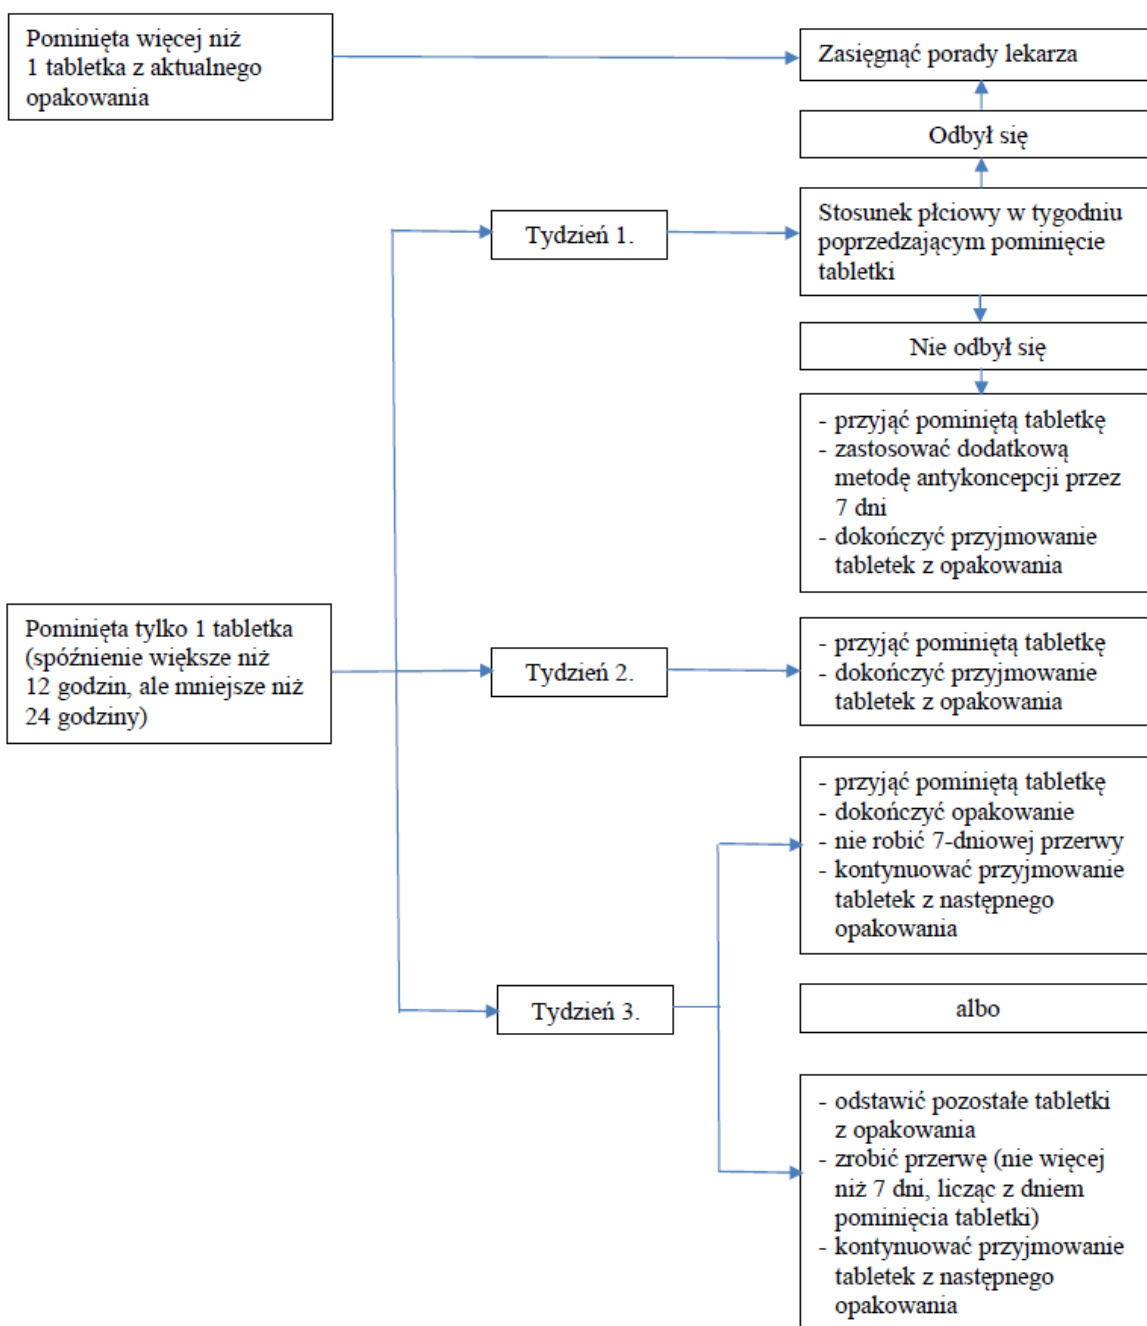 Pominięta więcej niż
1 tabletka z aktualnego
opakowania
Zasięgnąć porady lekarza
Odbył się
Stosunek płciowy w tygodniu
poprzedzającym pominięcie
tabletki
Tydzień 1.
Nie odbył się
- przyjąć pominiętą tabletkę
- zastosować dodatkową
metodę antykoncepcji przez
7 dni
- dokończyć przyjmowanie
tabletek z opakowania
Pominięta tylko 1 tabletka
(spóźnienie większe niż
12 godzin, ale mniejsze niż
24 godziny)
Tydzień 2.
- przyjąć pominiętą tabletkę
- dokończyć przyjmowanie
tabletek z opakowania
- przyjąć pominiętą tabletkę
- dokończyć opakowanie
- nie robić 7-dniowej przerwy
- kontynuować przyjmowanie
tabletek z następnego
opakowania
Tydzień 3.
albo
- odstawić pozostałe tabletki
z opakowania
- zrobić przerwę (nie więcej
niż 7 dni, licząc z dniem
pominięcia tabletki)
- kontynuować przyjmowanie
tabletek z następnego
opakowania